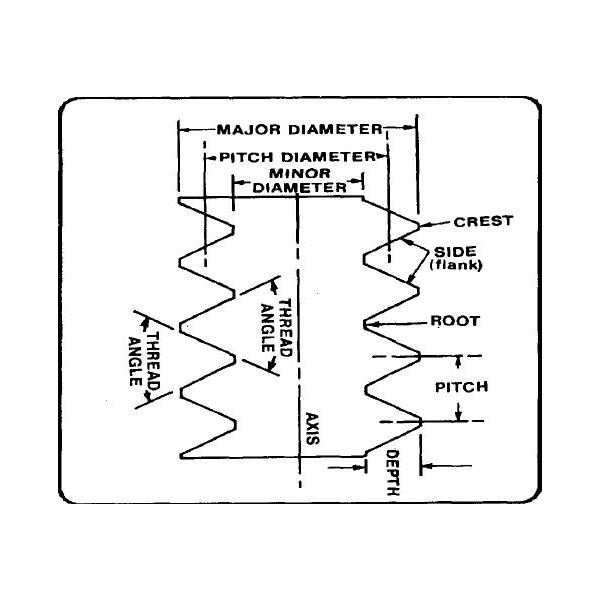 MAJOR DIAMETER
PITCH DIAMETER
MINOR
DIAMETER
CREST
SIDE
(flank)
THREAD
ANGLE
ROOT
THREAD
ANGLE
PITCH
AXIS
DEPTH